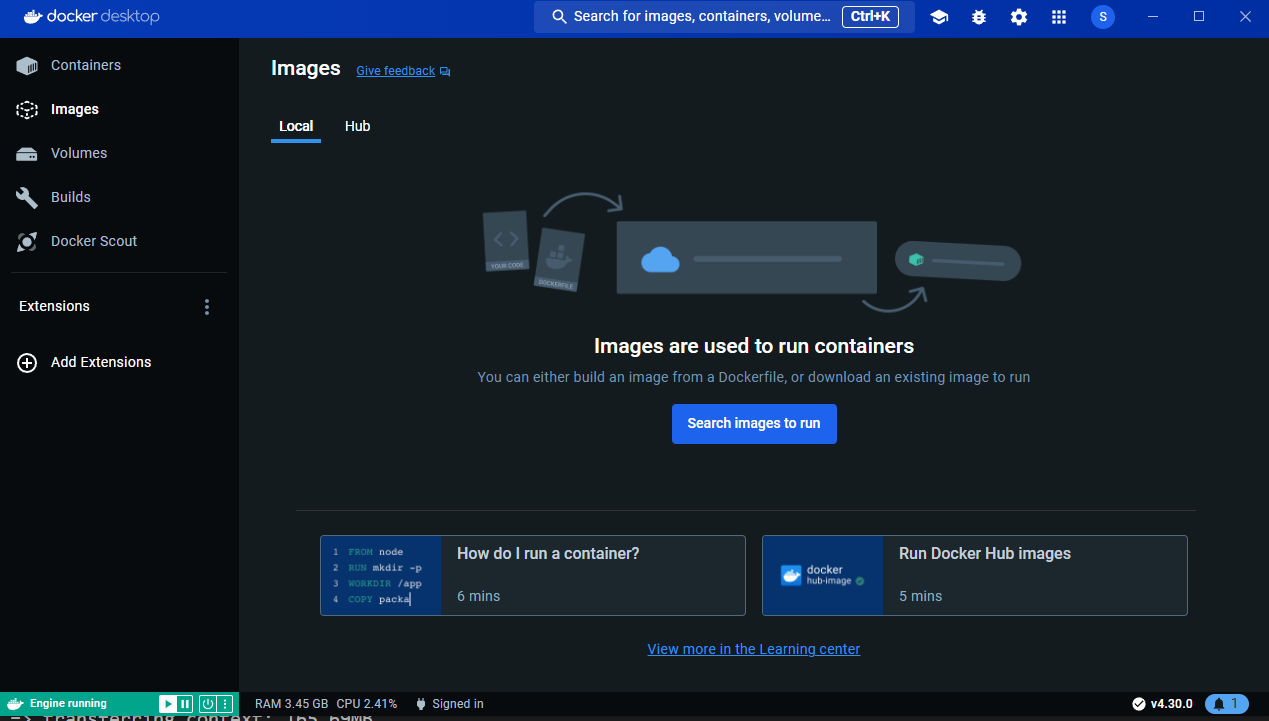 docker desktop
Search for images, containers, volume... Ctrl+K
S
Containers
Images
Volumes
Builds
Docker Scout
Extensions
Add Extensions
Images Give feedback
Local Hub
YOUR CODE
DOCKERFILE
Images are used to run containers
You can either build an image from a Dockerfile, or download an existing image to run
Search images to run
1 FROM node
2 RUN mkdir -p
3 WORKDIR /app
4 COPY packa
How do I run a container?
6 mins
docker
hub-image
Run Docker Hub images
5 mins
View more in the Learning center
Engine running
RAM 3.45 GB CPU 2.41% Signed in
v4.30.0
1
=> transferring context: 165.69MB